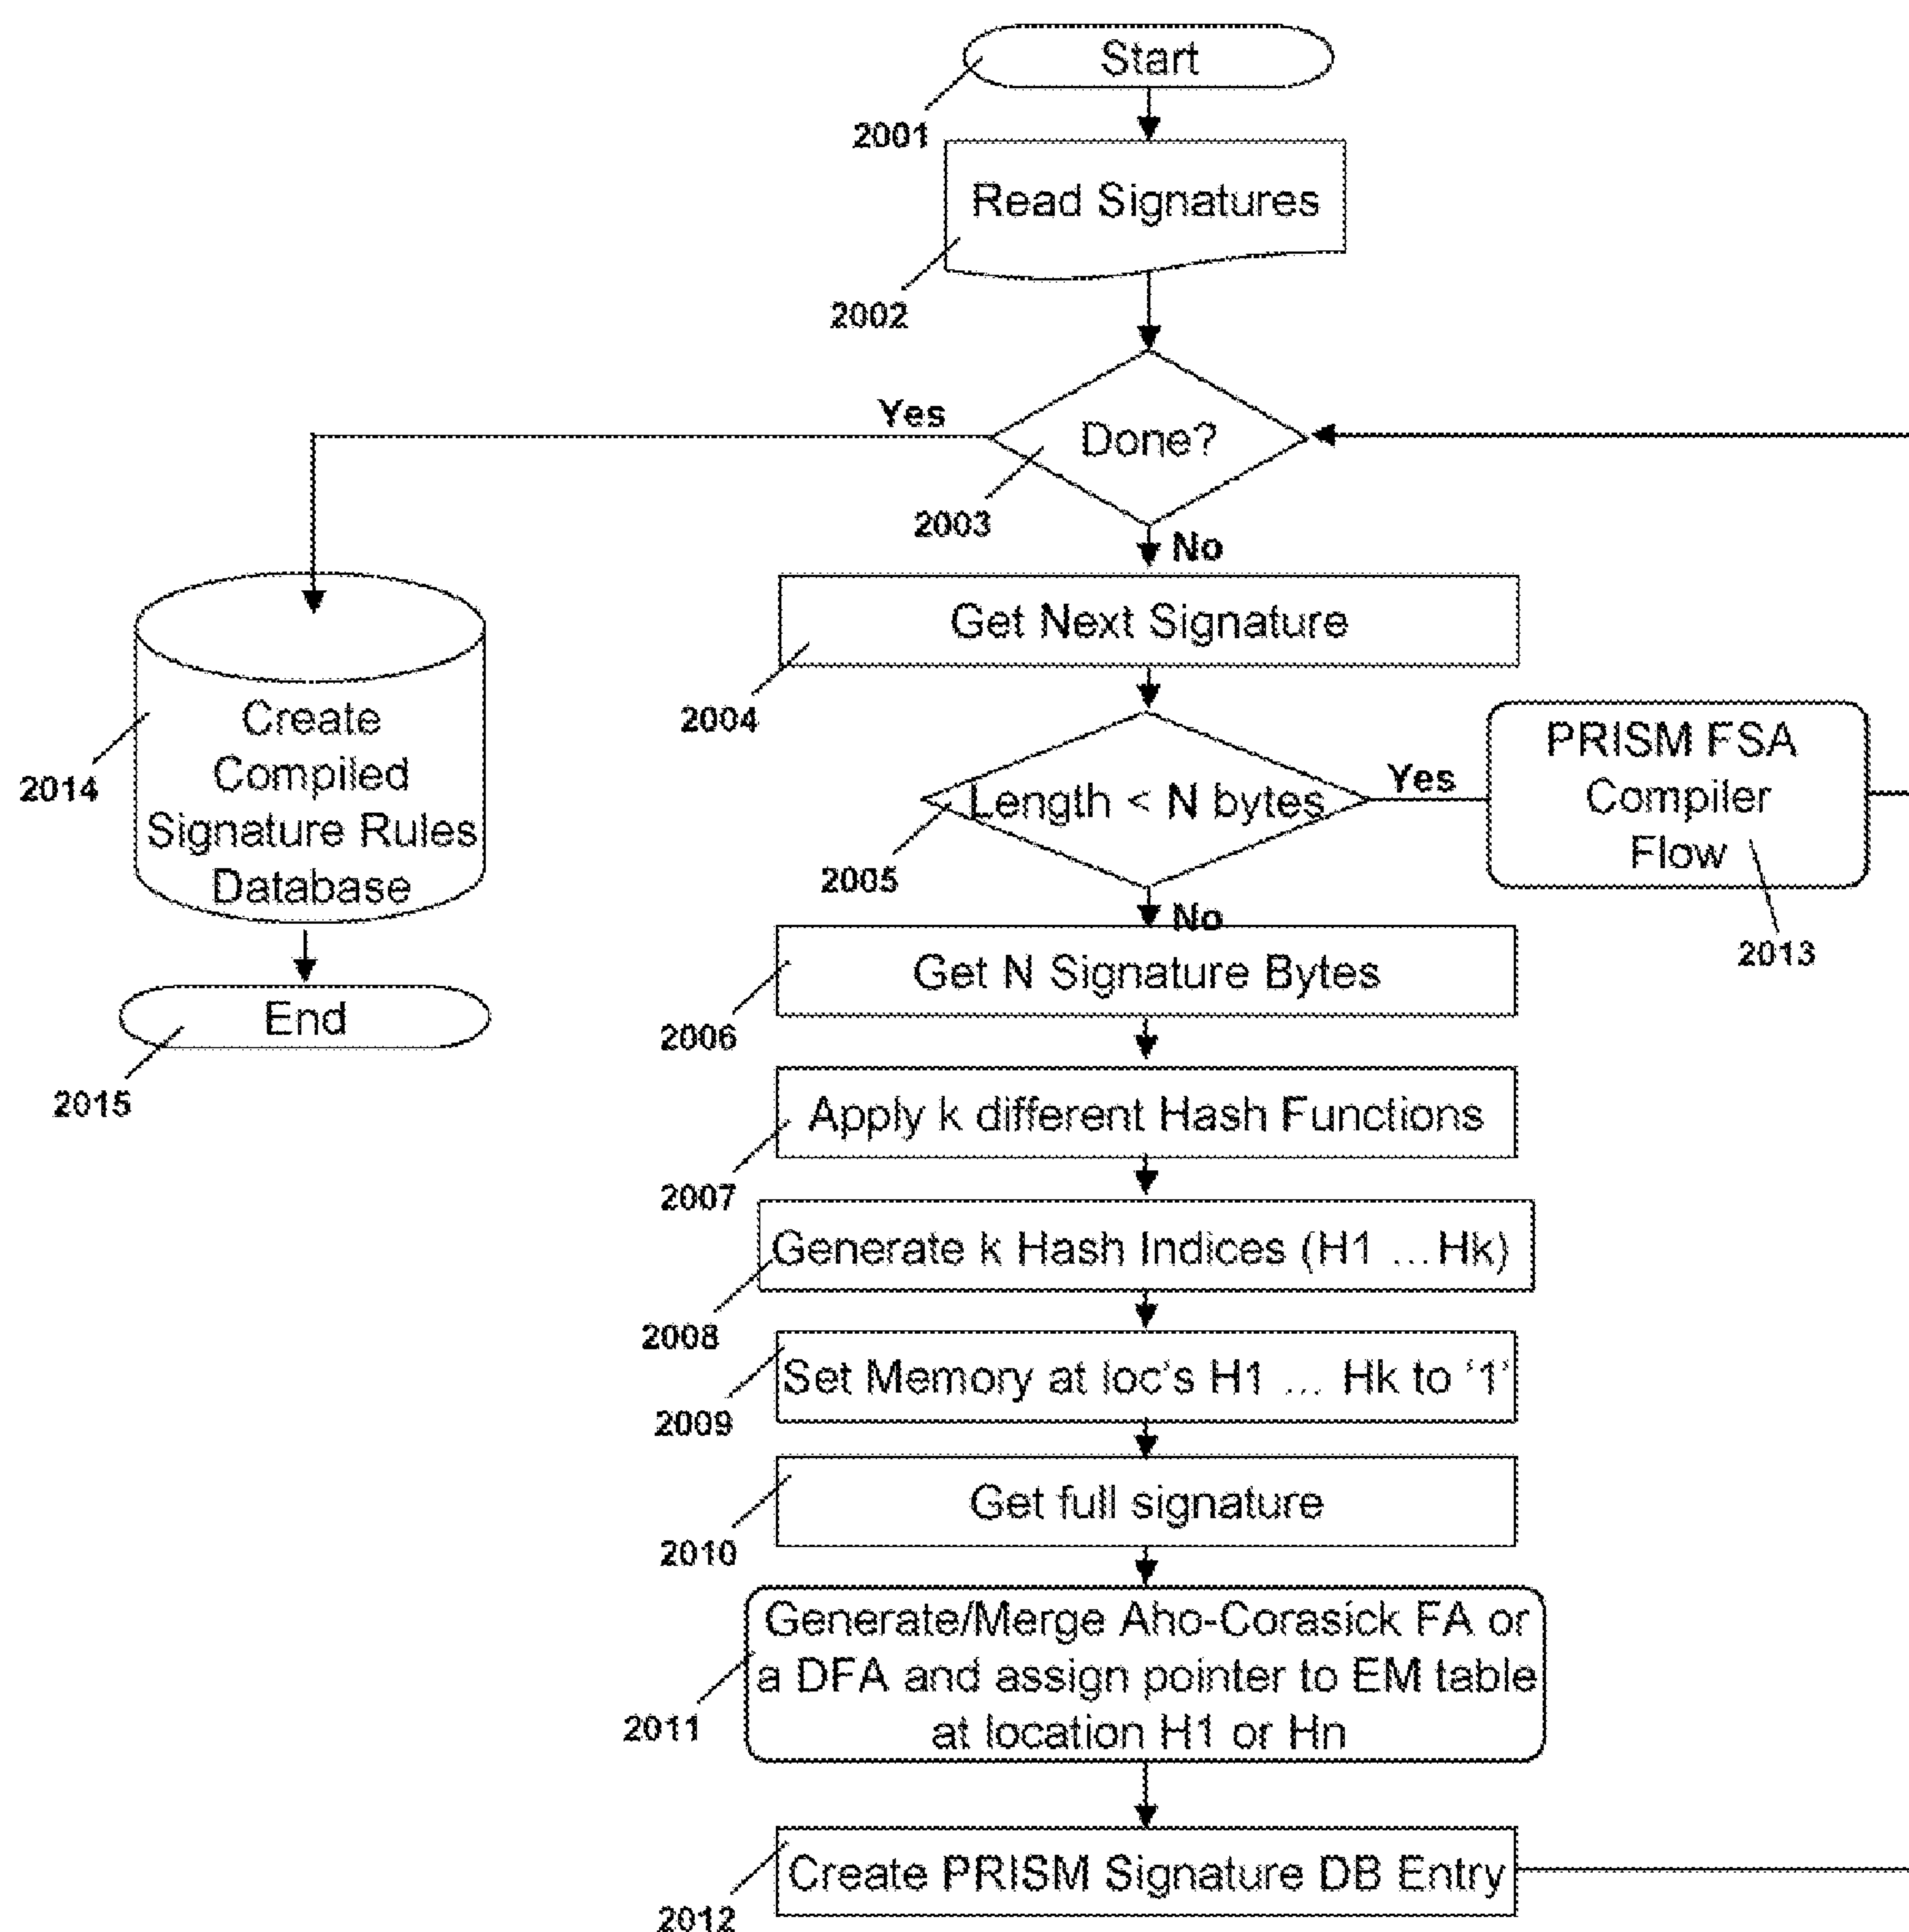 Start
2001
Read Signatures
2002
Yes
Done?
2003
No
Get Next Signature
2004
Length < N bytes
Yes
2005
PRISM FSA
Compiler
Flow
2013
No
Get N Signature Bytes
2006
Apply k different Hash Functions
2007
Generate k Hash Indices (H1 ... Hk)
2008
Set Memory at loc's H1 ... Hk to '1'
2009
Get full signature
2010
Generate/Merge Aho-Corasick FA or
a DFA and assign pointer to EM table
at location H1 or Hn
2011
Create PRISM Signature DB Entry
2012
Create
Compiled
Signature Rules
Database
2014
End
2015